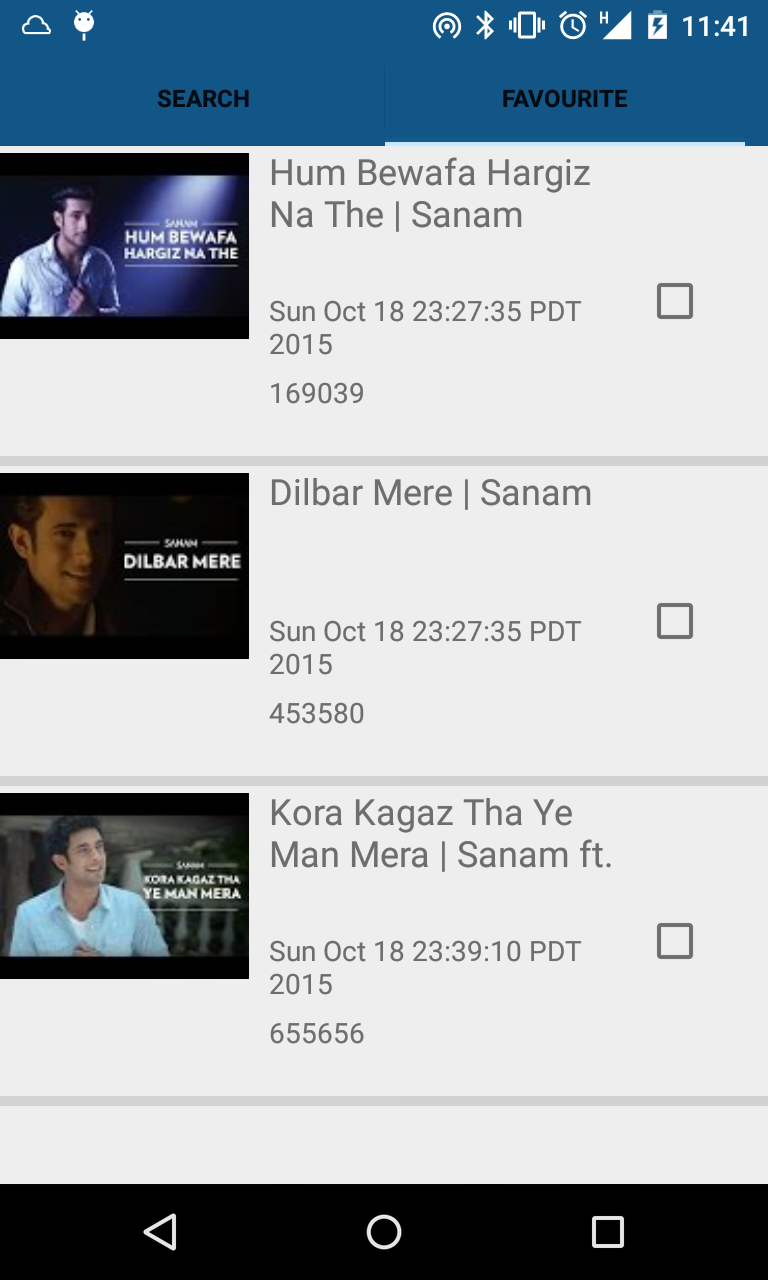 H 11:41
SEARCH FAVOURITE
SANAM
HUM BEWAFA
HARGIZ NA THE
Hum Bewafa Hargiz
Na The | Sanam
Sun Oct 18 23:27:35 PDT
2015
169039
SANAM
DILBAR MERE
Dilbar Mere | Sanam
Sun Oct 18 23:27:35 PDT
2015
453580
SANAM
KORA KAGAZ THA
YE MAN MERA
Kora Kagaz Tha Ye
Man Mera | Sanam ft.
Sun Oct 18 23:39:10 PDT
2015
655656